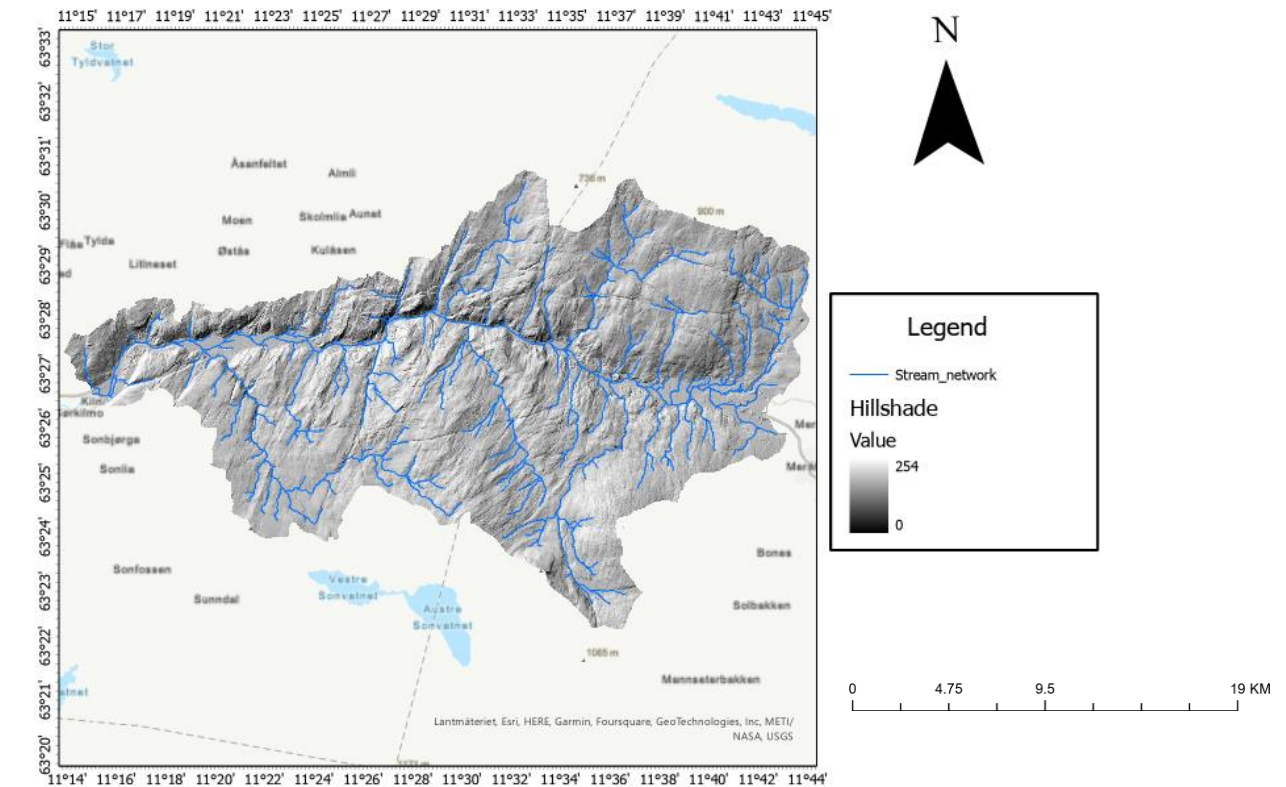 11°15' 11°17' 11°19' 11°21' 11°23' 11°25' 11°27' 11°29' 11°31' 11°33' 11°35' 11°37' 11°39' 11°41' 11°43' 11°45'
N
63°33'
63°32'
63°31'
63°30'
63°29'
63°28'
63°27'
63°26'
63°25'
63°24'
63°23'
63°22'
63°21'
63°20'
Stor
Tyldvatnet
Åsanfeltet
Almli
736 m
Moen
Skolmlia
Aunet
900 m
Flåa
Tylda
Østås
Kulåsen
Litlneset
Sonbjørga
Sonlia
Sonfossen
Sunndal
Vestre
Sonvatnet
Austre
Sonvatnet
Bones
Solbakken
1085 m
Mannseterbakken
Lantmäteriet, Esri, HERE, Garmin, Foursquare, GeoTechnologies, Inc, METI/
NASA, USGS
11°14' 11°16' 11°18' 11°20' 11°22' 11°24' 11°26' 11°28' 11°30' 11°32' 11°34' 11°36' 11°38' 11°40' 11°42' 11°44'
Legend
Stream_network
Hillshade
Value
254
0
0 4.75 9.5 19 KM